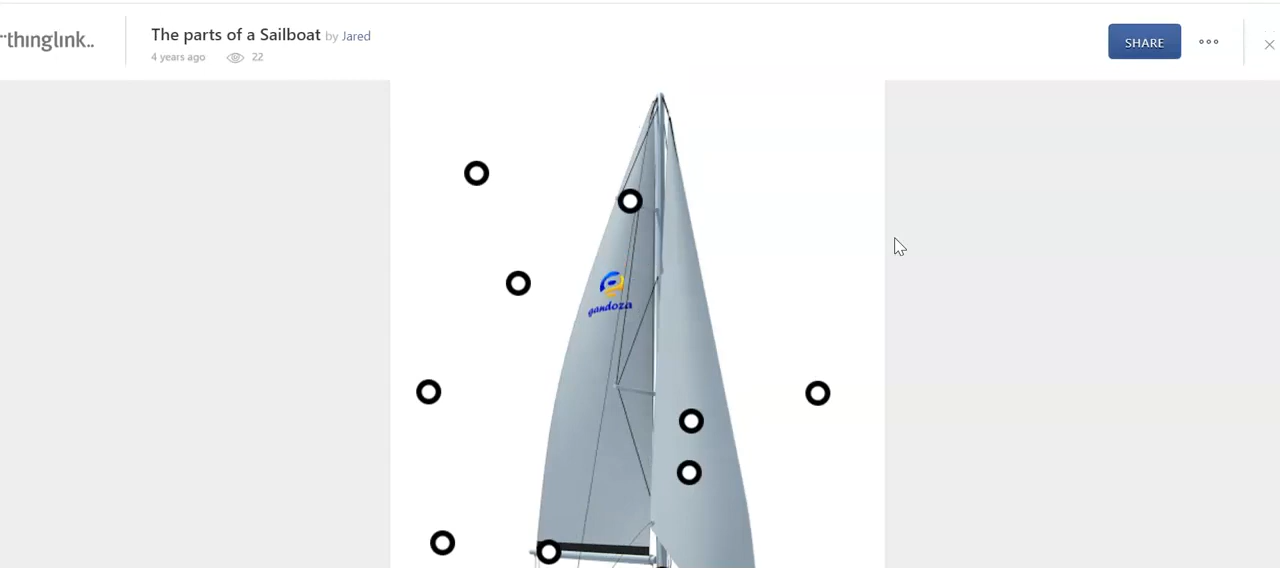 thinglink..
The parts of a Sailboat by Jared
4 years ago 22
SHARE
gandoza